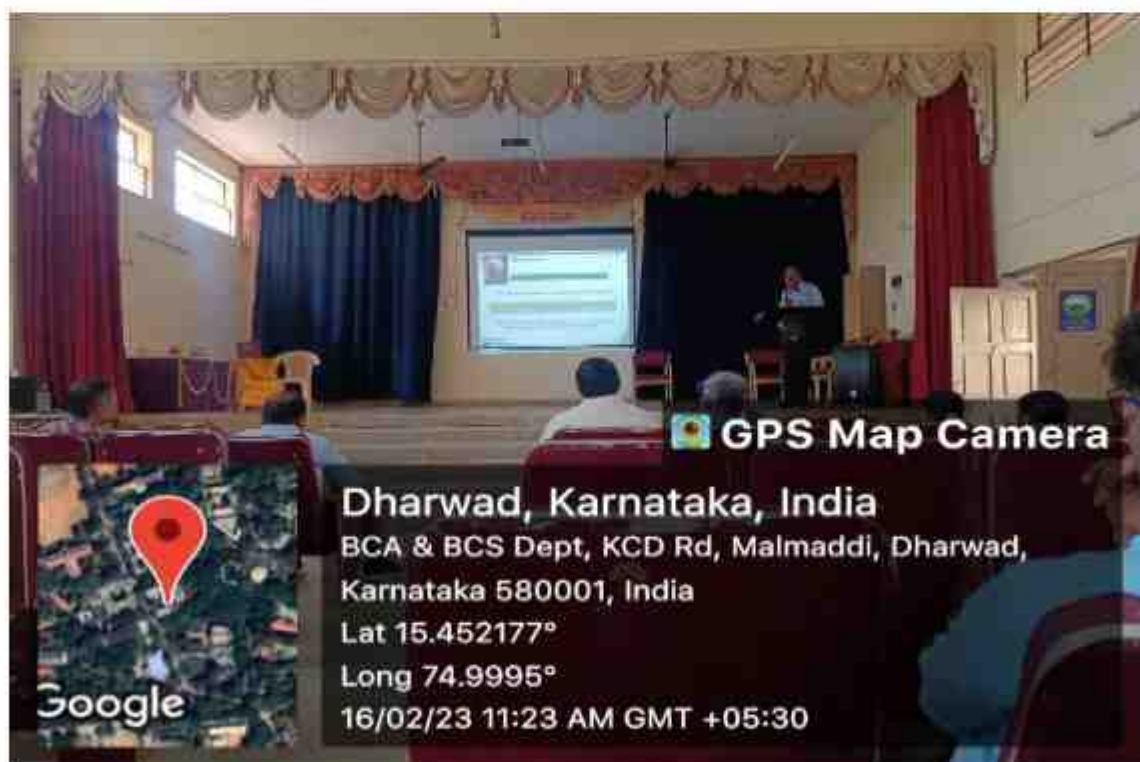 GPS Map Camera
Dharwad, Karnataka, India
BCA & BCS Dept, KCD Rd, Malmaddi, Dharwad,
Karnataka 580001, India
Lat 15.452177°
Long 74.9995°
16/02/23 11:23 AM GMT +05:30
Google